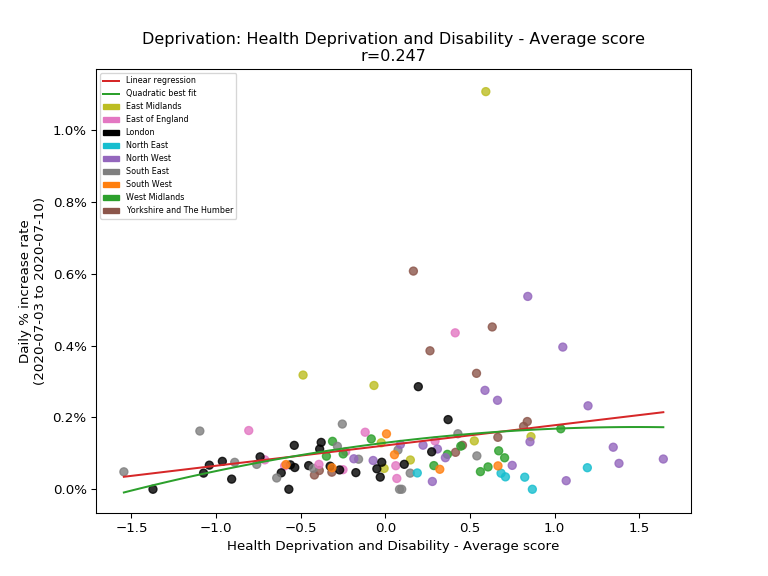 Deprivation: Health Deprivation and Disability - Average score
r=0.247
Linear regression
Quadratic best fit
East Midlands
East of England
London
North East
North West
South East
South West
West Midlands
Yorkshire and The Humber
Daily % increase rate
(2020-07-03 to 2020-07-10)
1.0%
0.8%
0.6%
0.4%
0.2%
0.0%
−1.5 −1.0 −0.5 0.0 0.5 1.0 1.5
Health Deprivation and Disability - Average score